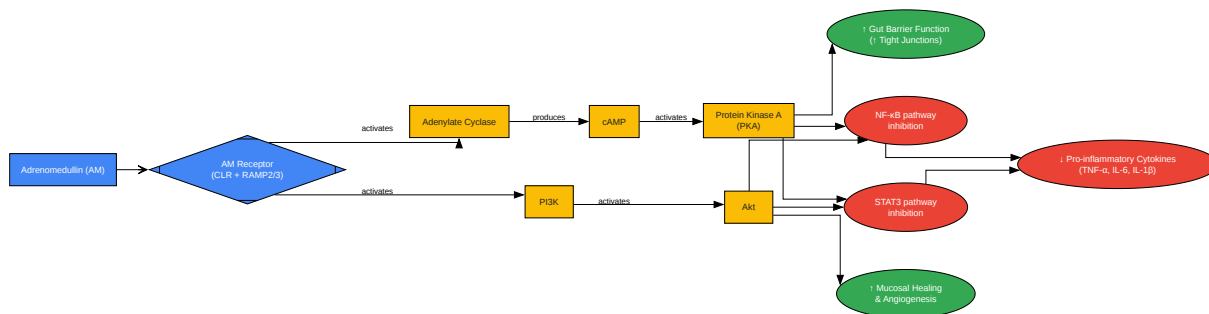 ↑ Gut Barrier Function
(↑ Tight Junctions)
Adenylate Cyclase
produces
cAMP
activates
Protein Kinase A
(PKA)
NF-κB pathway
inhibition
activates
Adrenomedullin (AM)
AM Receptor
(CLR + RAMP2/3)
↓ Pro-inflammatory Cytokines
(TNF-α, IL-6, IL-1β)
activates
PI3K
activates
Akt
STAT3 pathway
inhibition
↑ Mucosal Healing
& Angiogenesis